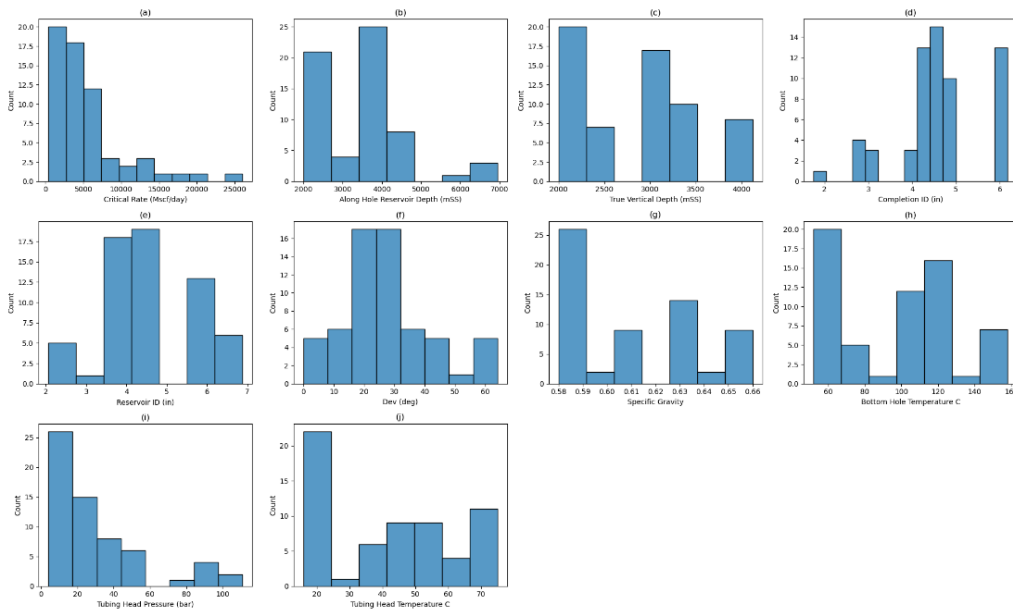 (a)
20.0
17.5
15.0
12.5
10.0
7.5
5.0
2.5
0.0
Count
0 5000 10000 15000 20000 25000
Critical Rate (Mscf/day)
(b)
25
20
15
10
5
0
Count
2000 3000 4000 5000 6000 7000
Along Hole Reservoir Depth (mSS)
(c)
20.0
17.5
15.0
12.5
10.0
7.5
5.0
2.5
0.0
Count
2000 2500 3000 3500 4000
True Vertical Depth (mSS)
(d)
14
12
10
8
6
4
2
0
Count
2 3 4 5 6
Completion ID (in)
(e)
17.5
15.0
12.5
10.0
7.5
5.0
2.5
0.0
Count
2 3 4 5 6 7
Reservoir ID (in)
(f)
16
14
12
10
8
6
4
2
0
Count
0 10 20 30 40 50 60
Dev (deg)
(g)
25
20
15
10
5
0
Count
0.58 0.59 0.60 0.61 0.62 0.63 0.64 0.65 0.66
Specific Gravity
(h)
20.0
17.5
15.0
12.5
10.0
7.5
5.0
2.5
0.0
Count
60 80 100 120 140 160
Bottom Hole Temperature C
(i)
25
20
15
10
5
0
Count
0 20 40 60 80 100
Tubing Head Pressure (bar)
(j)
20
15
10
5
0
Count
20 30 40 50 60 70
Tubing Head Temperature C